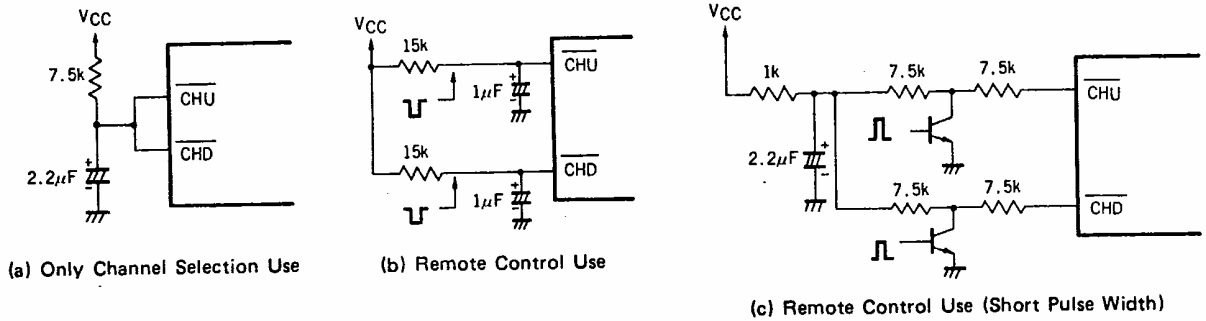 VCC
7.5k
CHU
CHD
+
2.2μF
-
(a) Only Channel Selection Use
VCC
15k
+
1μF
-
CHU
15k
+
1μF
-
CHD
(b) Remote Control Use
VCC
1k
7.5k
7.5k
CHU
+
2.2μF
-
7.5k
7.5k
CHD
(c) Remote Control Use (Short Pulse Width)